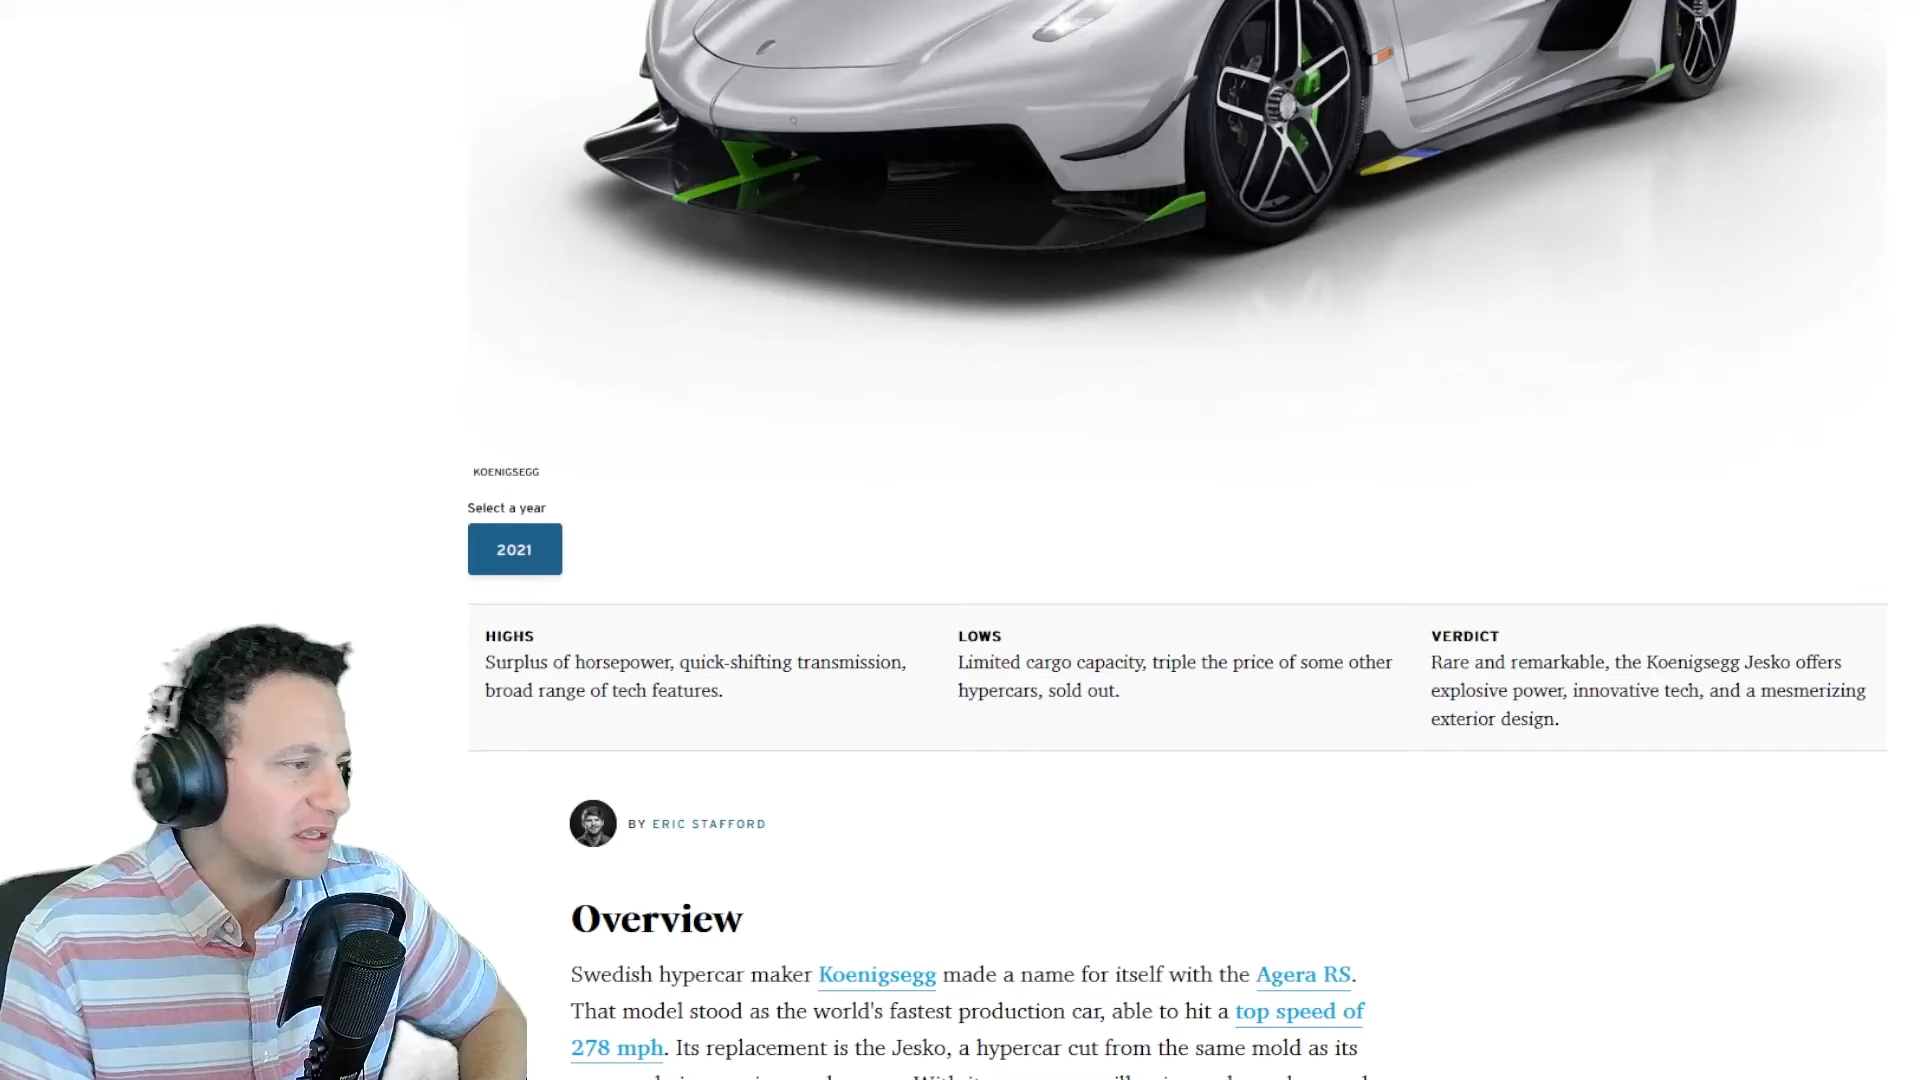 KOENIGSEGG
Select a year
2021
HIGHS
Surplus of horsepower, quick-shifting transmission,
broad range of tech features.
LOWS
Limited cargo capacity, triple the price of some other
hypercars, sold out.
VERDICT
Rare and remarkable, the Koenigsegg Jesko offers
explosive power, innovative tech, and a mesmerizing
exterior design.
BY ERIC STAFFORD
Overview
Swedish hypercar maker Koenigsegg made a name for itself with the Agera RS.
That model stood as the world's fastest production car, able to hit a top speed of
278 mph. Its replacement is the Jesko, a hypercar cut from the same mold as its